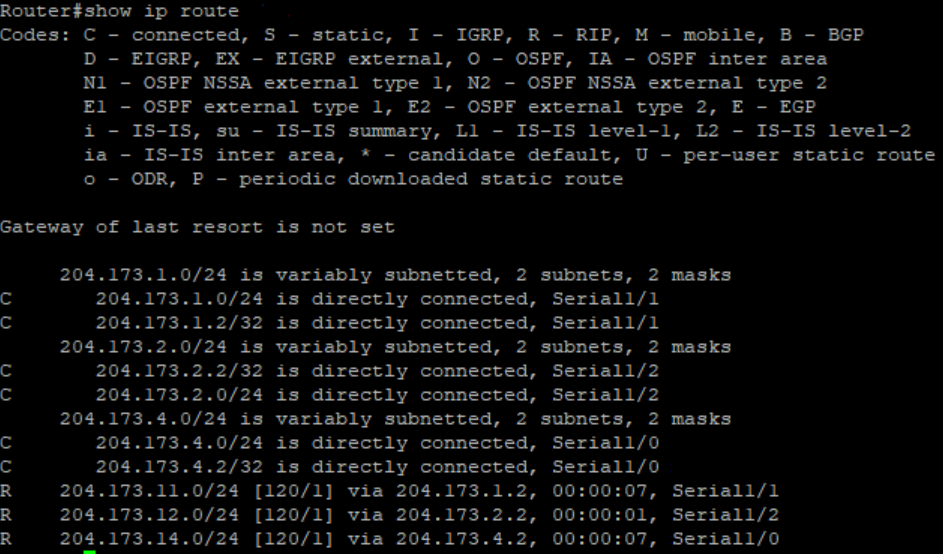 Router#show ip route
Codes: C - connected, S - static, I - IGRP, R - RIP, M - mobile, B - BGP
       D - EIGRP, EX - EIGRP external, O - OSPF, IA - OSPF inter area
       N1 - OSPF NSSA external type 1, N2 - OSPF NSSA external type 2
       E1 - OSPF external type 1, E2 - OSPF external type 2, E - EGP
       i - IS-IS, su - IS-IS summary, L1 - IS-IS level-1, L2 - IS-IS level-2
       ia - IS-IS inter area, * - candidate default, U - per-user static route
       o - ODR, P - periodic downloaded static route

Gateway of last resort is not set

     204.173.1.0/24 is variably subnetted, 2 subnets, 2 masks
C       204.173.1.0/24 is directly connected, Serial1/1
C       204.173.1.2/32 is directly connected, Serial1/1
     204.173.2.0/24 is variably subnetted, 2 subnets, 2 masks
C       204.173.2.2/32 is directly connected, Serial1/2
C       204.173.2.0/24 is directly connected, Serial1/2
     204.173.4.0/24 is variably subnetted, 2 subnets, 2 masks
C       204.173.4.0/24 is directly connected, Serial1/0
C       204.173.4.2/32 is directly connected, Serial1/0
R    204.173.11.0/24 [120/1] via 204.173.1.2, 00:00:07, Serial1/1
R    204.173.12.0/24 [120/1] via 204.173.2.2, 00:00:01, Serial1/2
R    204.173.14.0/24 [120/1] via 204.173.4.2, 00:00:07, Serial1/0